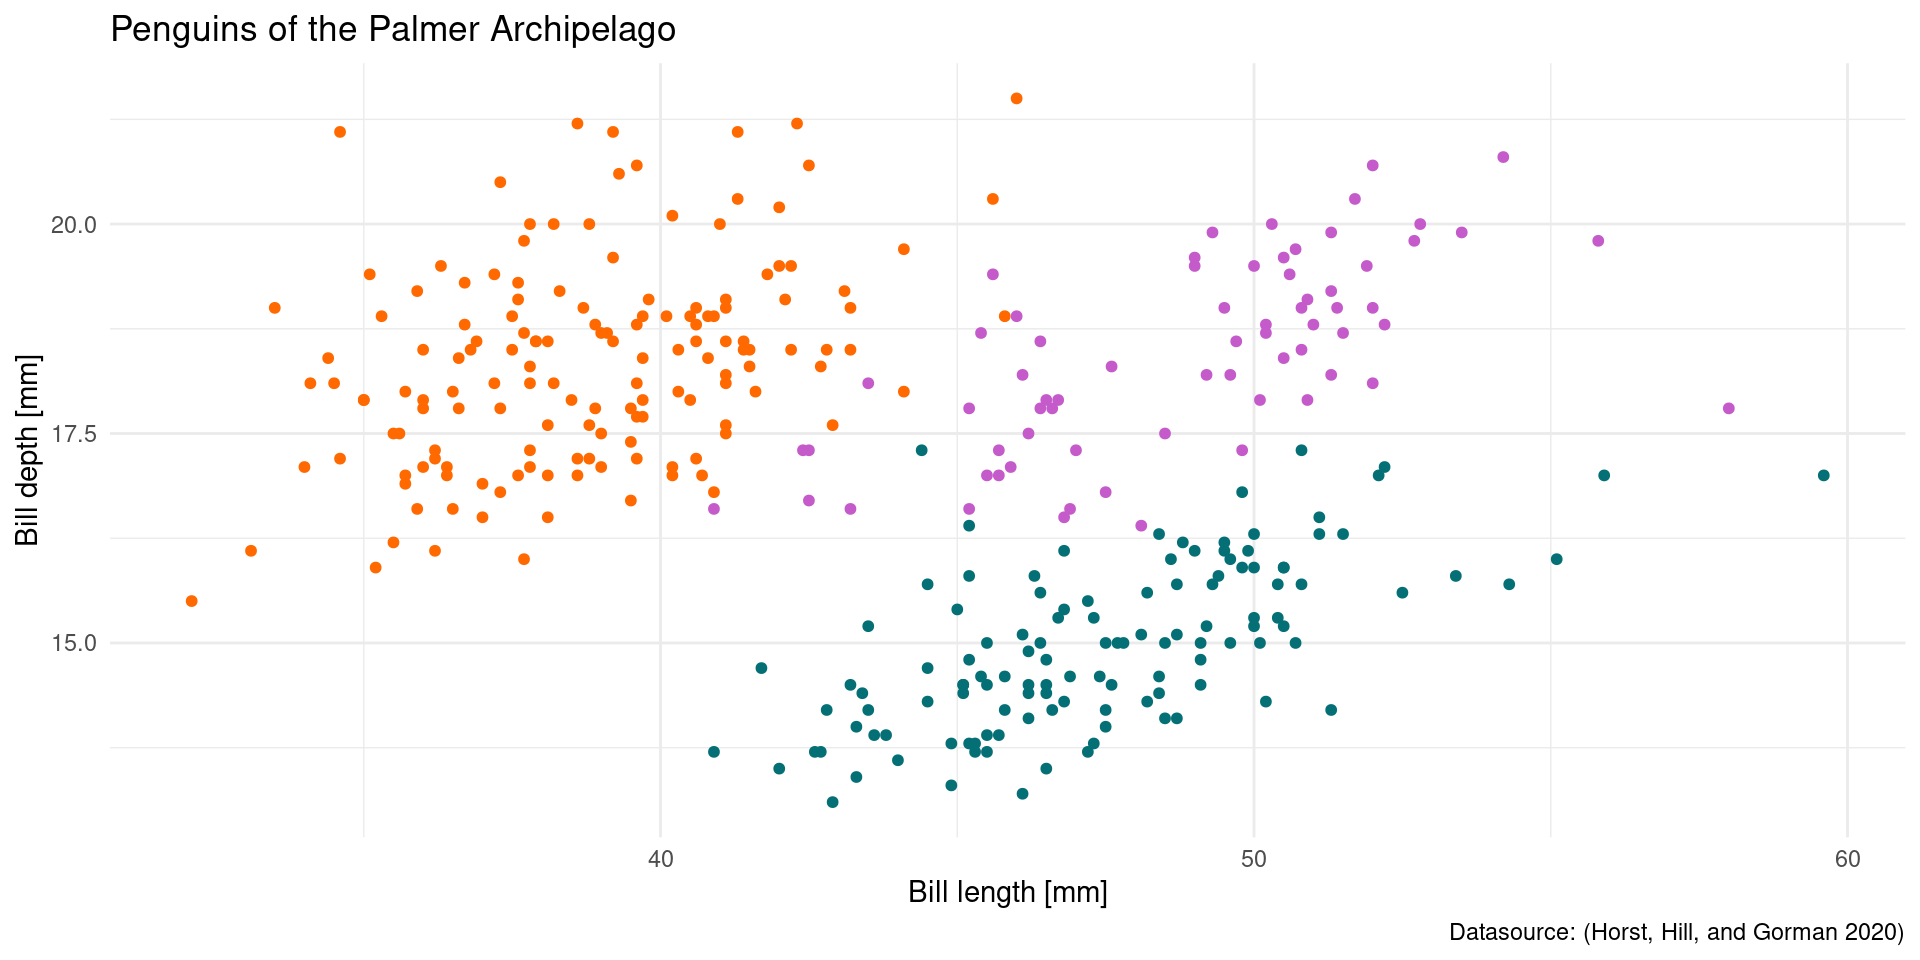 Penguins of the Palmer Archipelago
20.0
17.5
15.0
Bill depth [mm]
40
50
60
Bill length [mm]
Datasource: (Horst, Hill, and Gorman 2020)